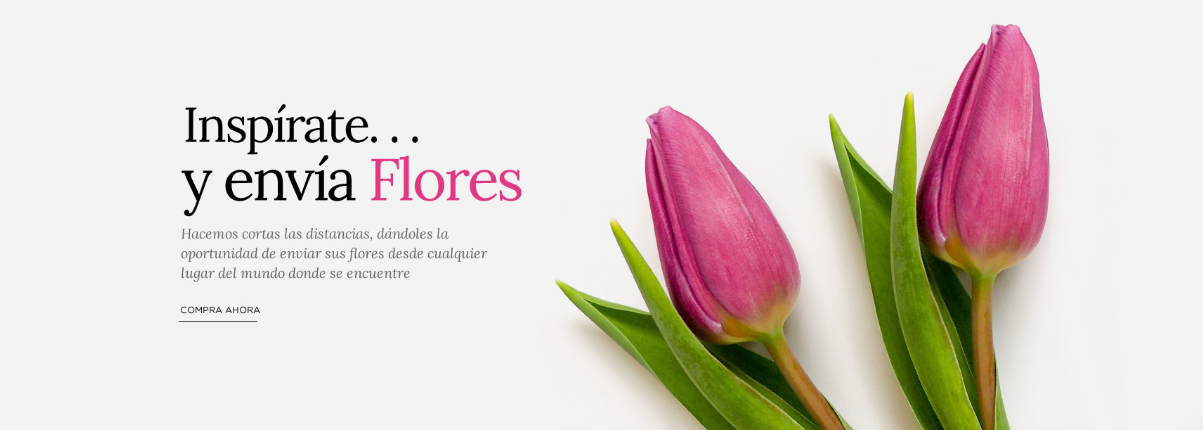 Inspírate. . .
y envía Flores
Hacemos cortas las distancias, dándoles la
oportunidad de enviar sus flores desde cualquier
lugar del mundo donde se encuentre
COMPRA AHORA